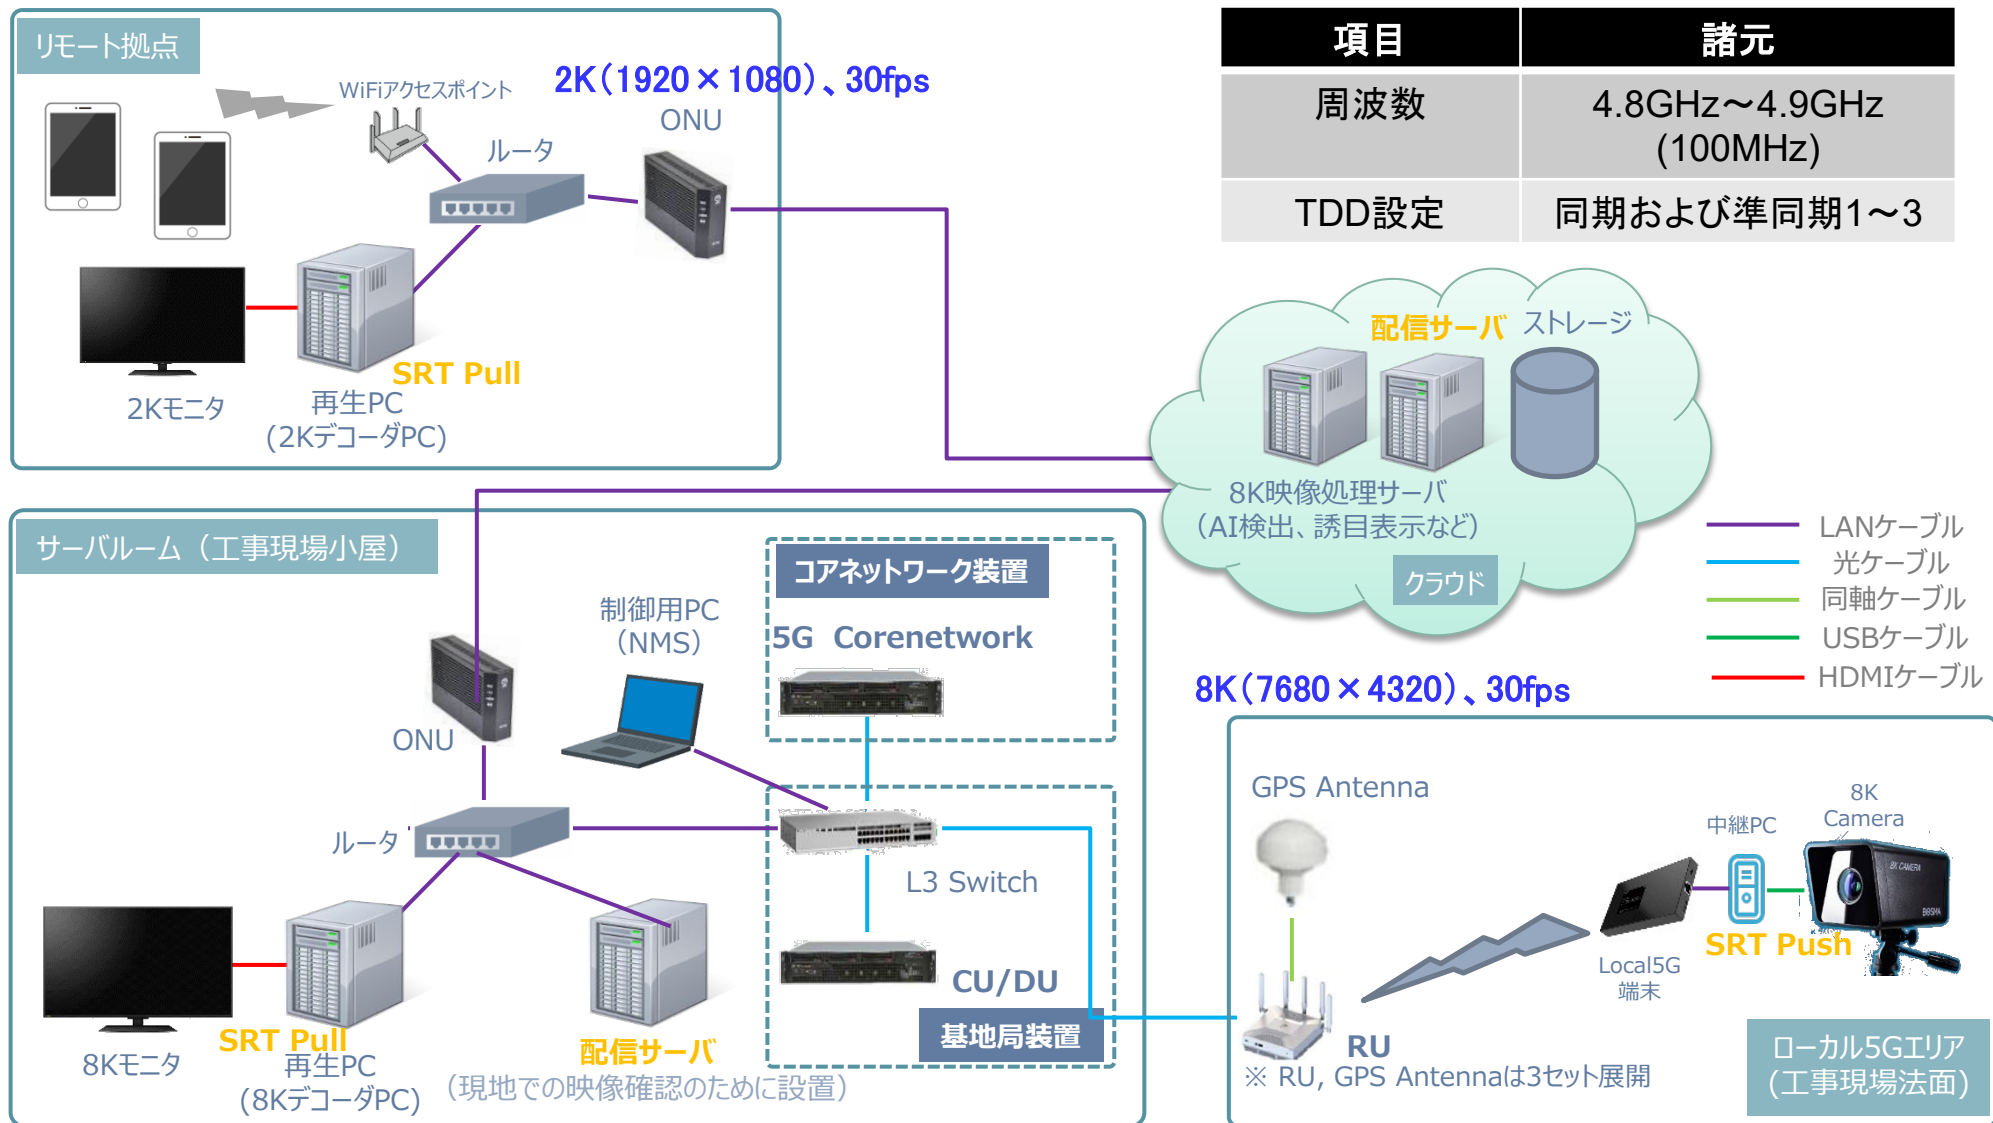 リモート拠点
WiFiアクセスポイント
2K(1920×1080)、30fps
ONU
ルータ
SRT Pull
2Kモニタ
再生PC
(2KデコーダPC)
項目
諸元
周波数
4.8GHz～4.9GHz
(100MHz)
TDD設定
同期および準同期1～3
配信サーバ
ストレージ
8K映像処理サーバ
（AI検出、誘目表示など）
クラウド
LANケーブル
光ケーブル
同軸ケーブル
USBケーブル
HDMIケーブル
サーバルーム（工事現場小屋）
コアネットワーク装置
5G Corenetwork
制御用PC
（NMS）
ONU
ルータ
L3 Switch
CU/DU
基地局装置
SRT Pull
8Kモニタ
再生PC
(8KデコーダPC)
配信サーバ
（現地での映像確認のために設置）
8K(7680×4320)、30fps
GPS Antenna
8K
Camera
中継PC
8K CAMERA
BOSMA
SRT Push
Local5G
端末
RU
※ RU, GPS Antennaは3セット展開
ローカル5Gエリア
(工事現場法面)